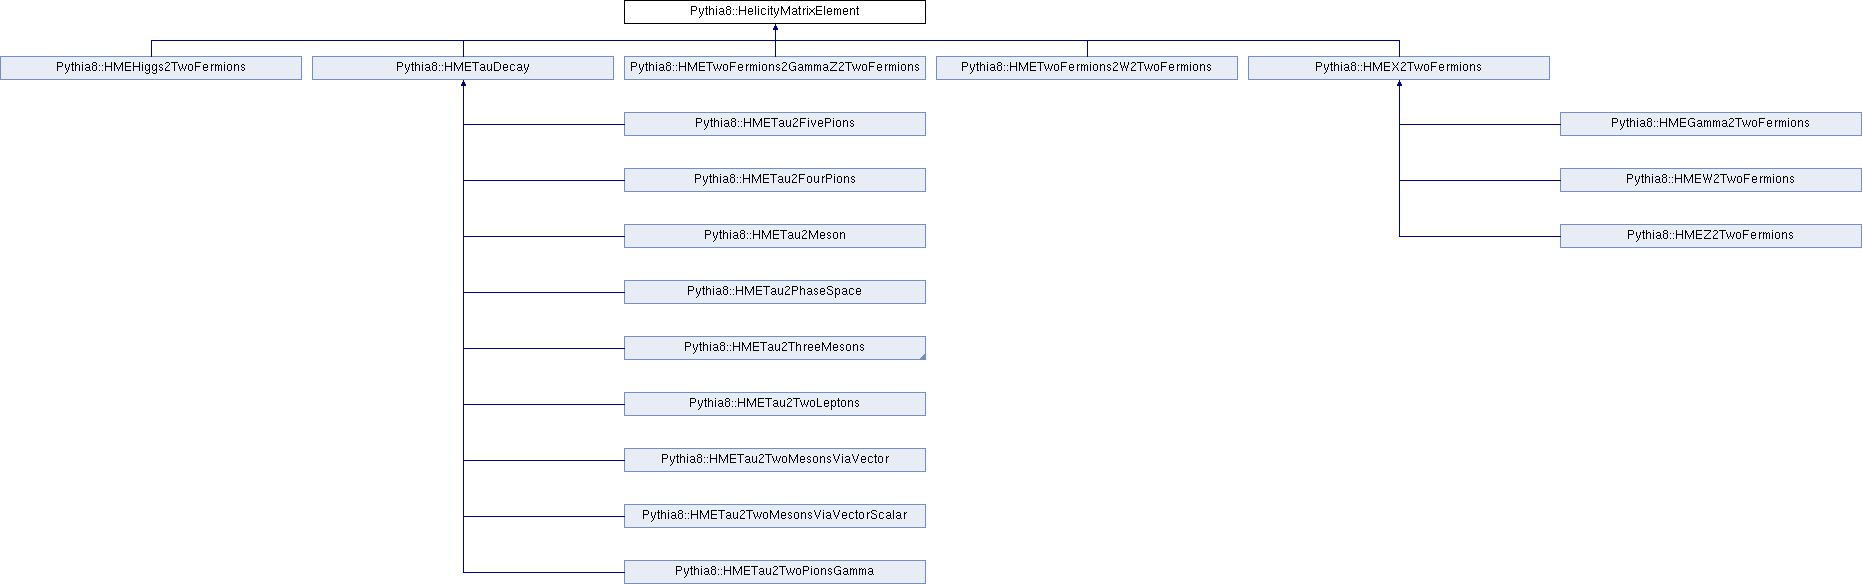 Pythia8::HelicityMatrixElement
Pythia8::HMEHiggs2TwoFermions
Pythia8::HMETauDecay
Pythia8::HMETwoFermions2GammaZ2TwoFermions
Pythia8::HMETwoFermions2W2TwoFermions
Pythia8::HMEX2TwoFermions
Pythia8::HMETau2FivePions
Pythia8::HMEGamma2TwoFermions
Pythia8::HMETau2FourPions
Pythia8::HMEW2TwoFermions
Pythia8::HMETau2Meson
Pythia8::HMEZ2TwoFermions
Pythia8::HMETau2PhaseSpace
Pythia8::HMETau2ThreeMesons
Pythia8::HMETau2TwoLeptons
Pythia8::HMETau2TwoMesonsViaVector
Pythia8::HMETau2TwoMesonsViaVectorScalar
Pythia8::HMETau2TwoPionsGamma